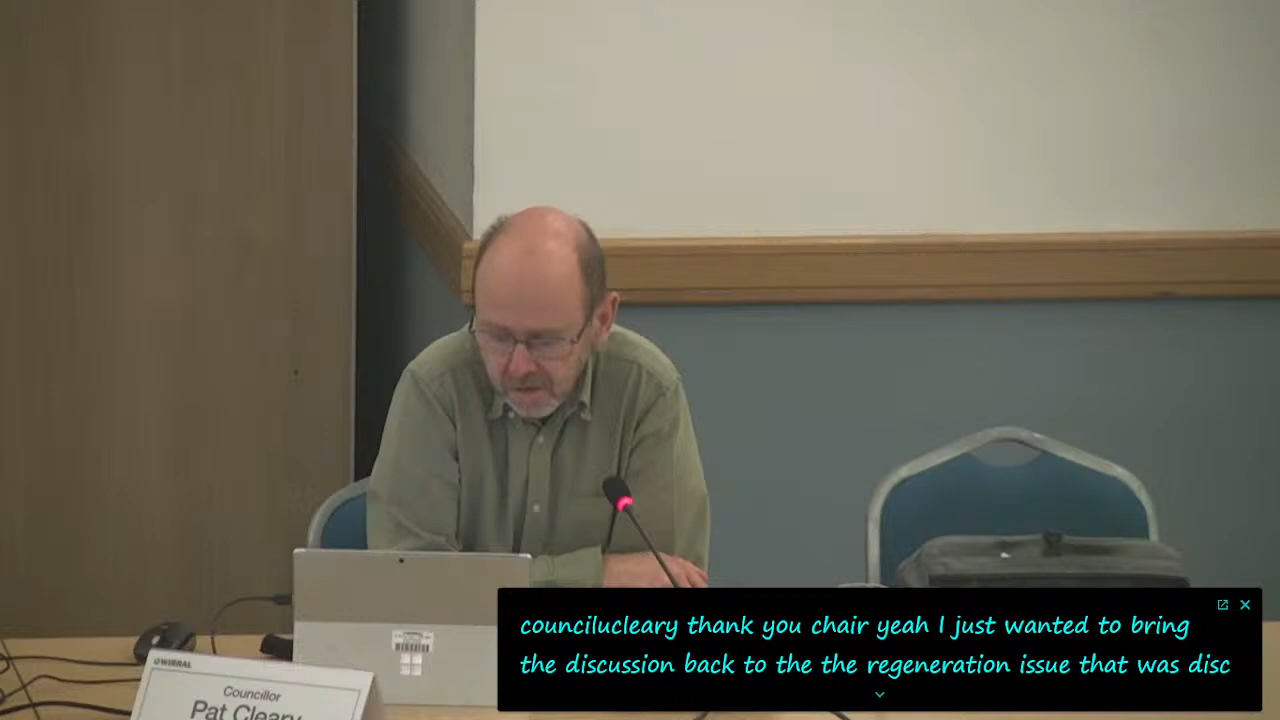 WIRRAL
Councillor
Pat Cleary
councilucleary thank you chair yeah I just wanted to bring
the discussion back to the the regeneration issue that was disc